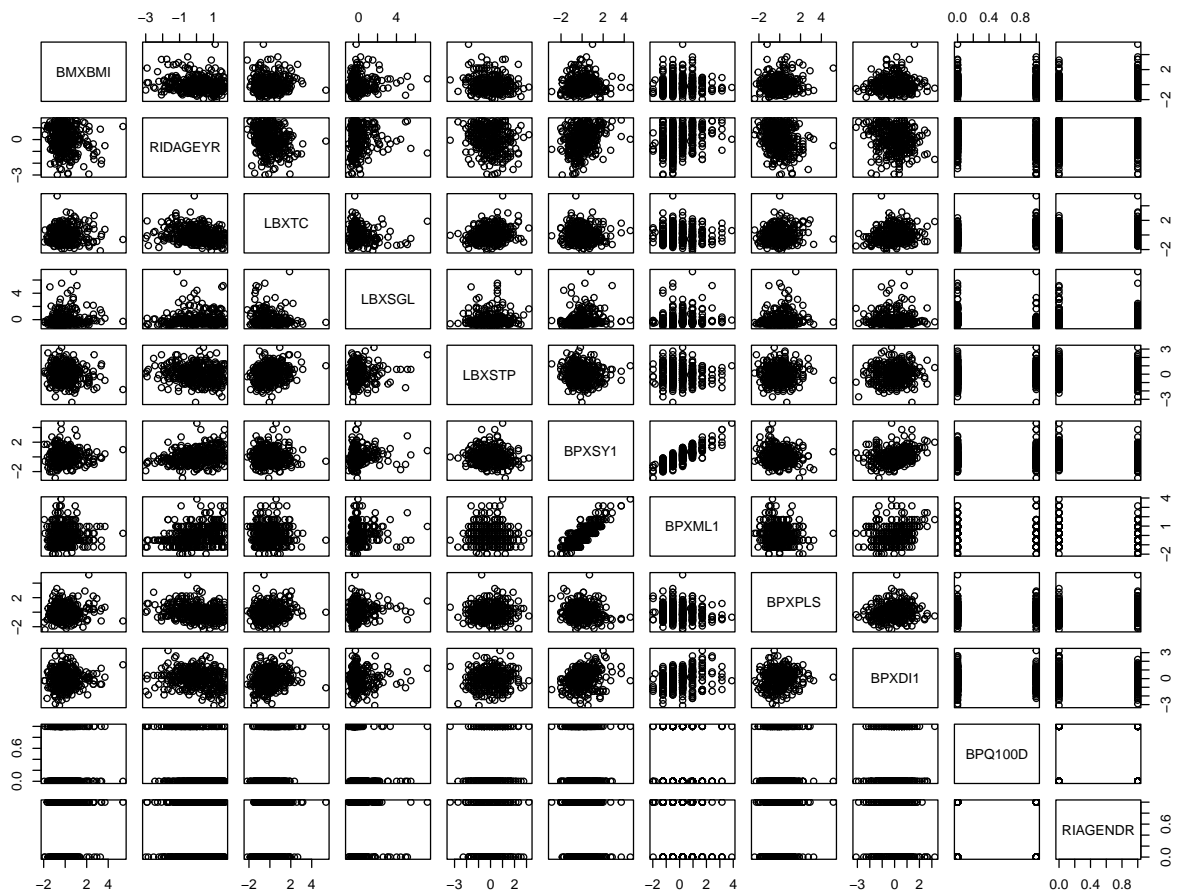 −3 −1 1 0 4 −2 0 2 −2 0 2 4 0.0 0.4 0.8
BMXBMI −2 2
−3 0 RIDAGEYR
LBXTC −2 2
0 4 LBXSGL
LBXSTP −3 0 3
−2 2 BPXSY1
BPXML1 −2 1 4
−2 2 BPXPLS
BPXDI1 −3 0 3
0.0 0.6 BPQ100D
RIAGENDR 0.0 0.6
−2 2 4 −2 2 4 −3 0 2 −2 0 2 4 −3 0 2 0.0 0.4 0.8